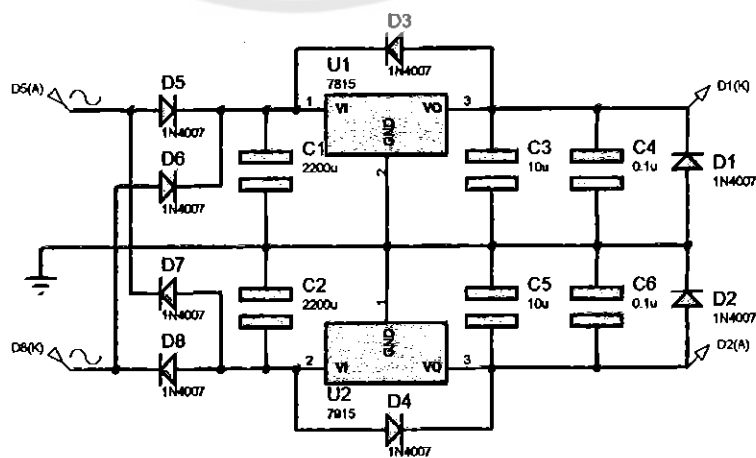 D3
1N4007
U1
7815
D5(A)
D5
1N4007
1
VI
VO
3
D1(K)
GND
2
D6
1N4007
C1
2200u
C3
10u
C4
0.1u
D1
1N4007
D7
1N4007
C2
2200u
C5
10u
C6
0.1u
D2
1N4007
1
GND
D8(K)
D8
1N4007
2
VI
VO
3
D2(A)
U2
7915
D4
1N4007